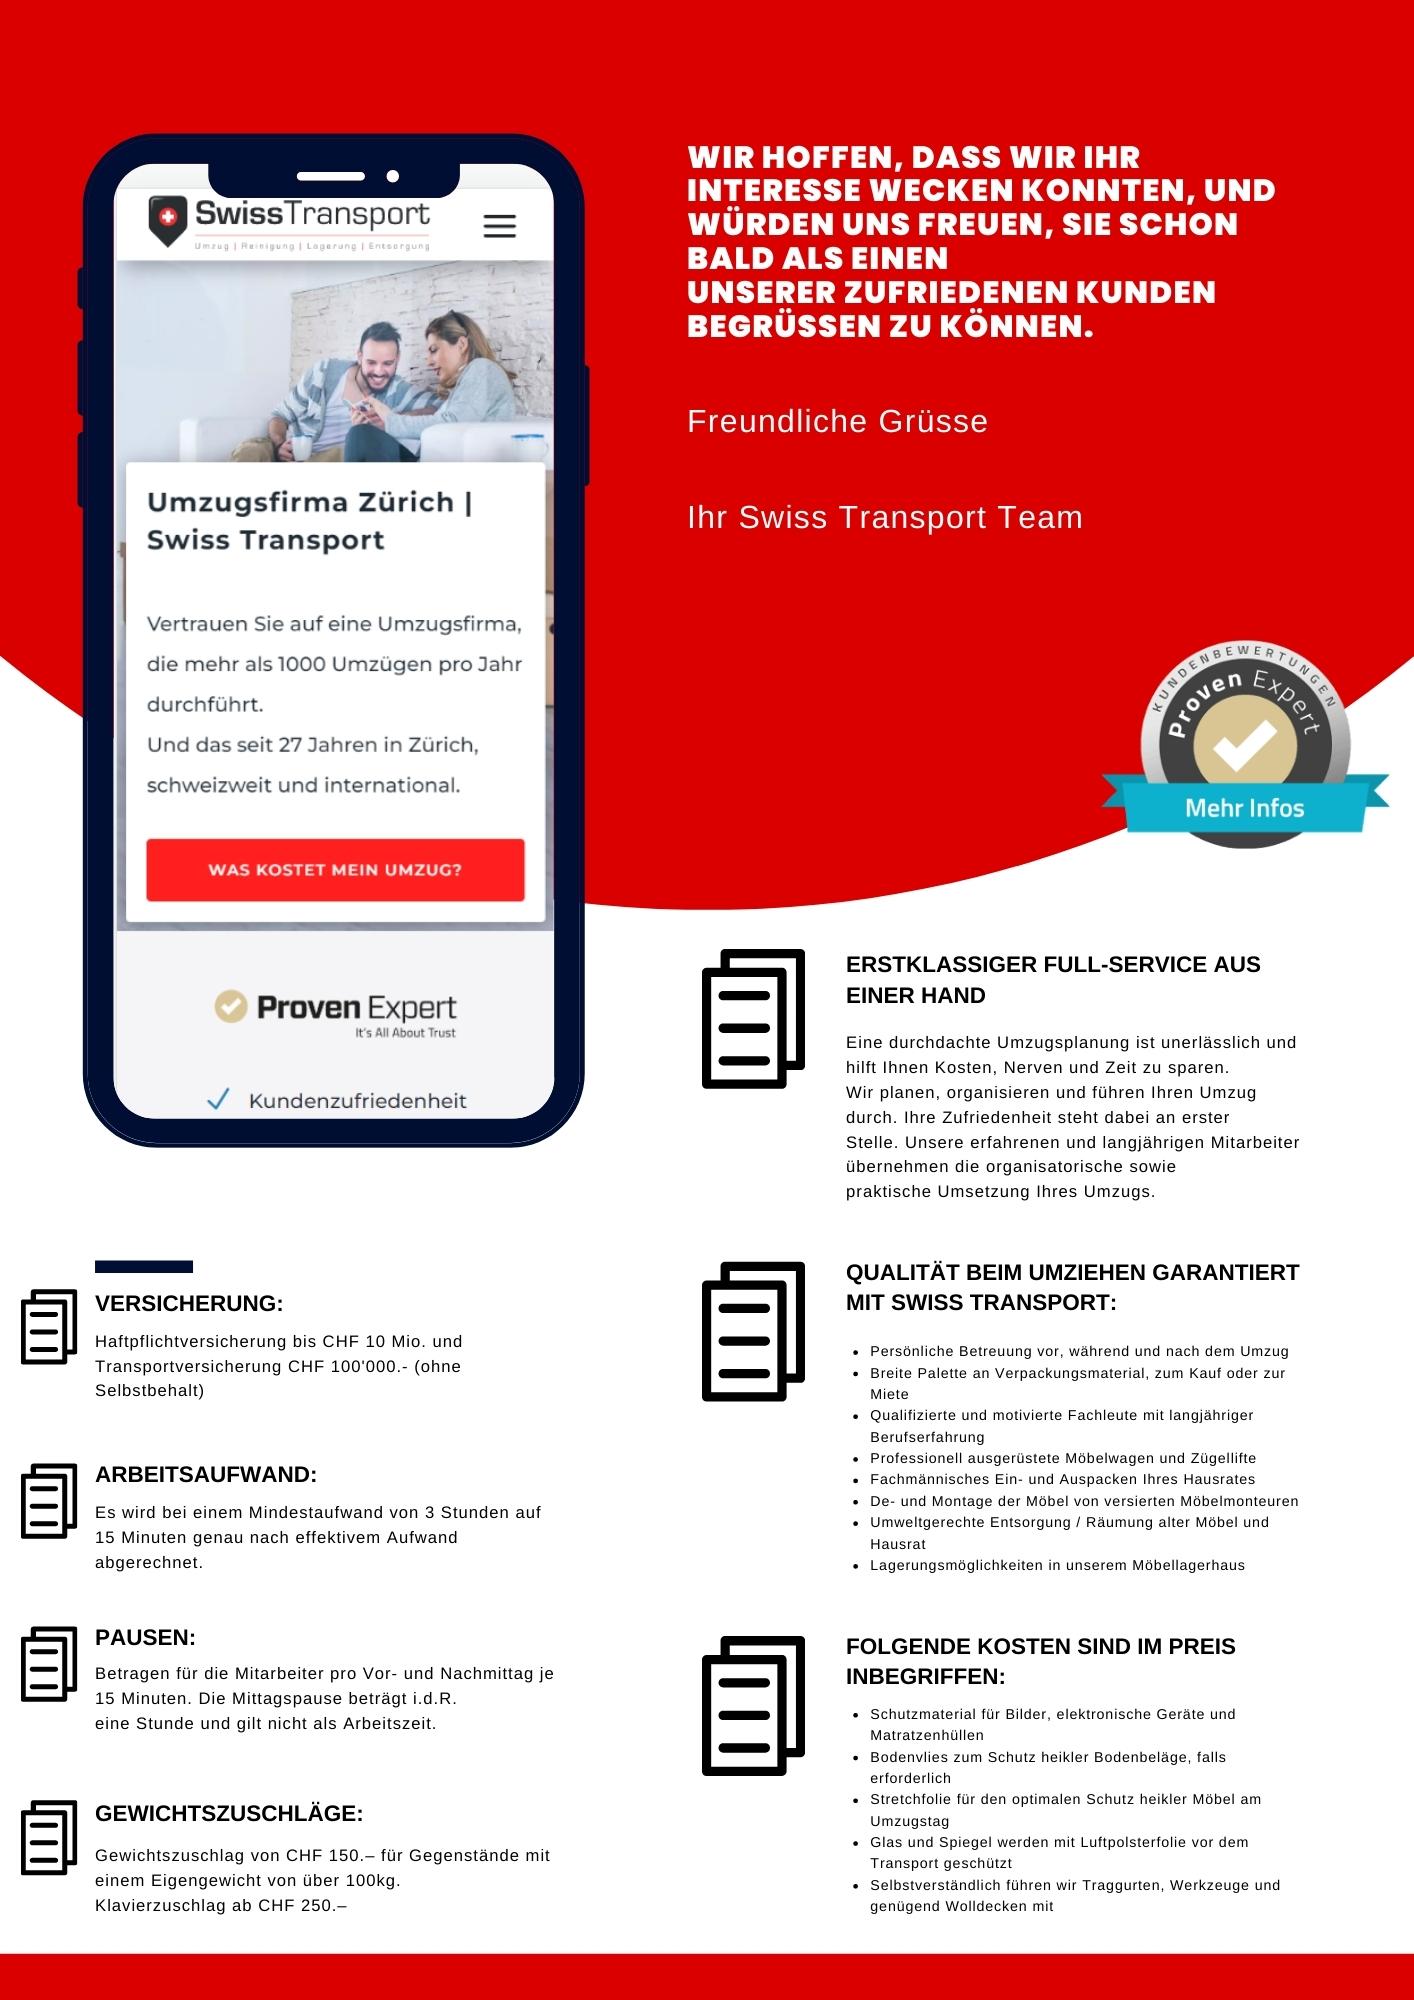 SwissTransport
Umzug | Reinigung | Lagerung | Entsorgung
Umzugsfirma Zürich |
Swiss Transport
Vertrauen Sie auf eine Umzugsfirma,
die mehr als 1000 Umzügen pro Jahr
durchführt.
Und das seit 27 Jahren in Zürich,
schweizweit und international.
WAS KOSTET MEIN UMZUG?
Proven Expert
It's All About Trust
Kundenzufriedenheit
WIR HOFFEN, DASS WIR IHR
INTERESSE WECKEN KONNTEN, UND
WÜRDEN UNS FREUEN, SIE SCHON
BALD ALS EINEN
UNSERER ZUFRIEDENEN KUNDEN
BEGRÜSSEN ZU KÖNNEN.
Freundliche Grüsse
Ihr Swiss Transport Team
KUNDENBEWERTUNGEN
Proven Expert
Mehr Infos
VERSICHERUNG:
Haftpflichtversicherung bis CHF 10 Mio. und
Transportversicherung CHF 100'000.- (ohne
Selbstbehalt)
ARBEITSAUFWAND:
Es wird bei einem Mindestaufwand von 3 Stunden auf
15 Minuten genau nach effektivem Aufwand
abgerechnet.
PAUSEN:
Betragen für die Mitarbeiter pro Vor- und Nachmittag je
15 Minuten. Die Mittagspause beträgt i.d.R.
eine Stunde und gilt nicht als Arbeitszeit.
GEWICHTSZUSCHLÄGE:
Gewichtszuschlag von CHF 150.– für Gegenstände mit
einem Eigengewicht von über 100kg.
Klavierzuschlag ab CHF 250.–
ERSTKLASSIGER FULL-SERVICE AUS
EINER HAND
Eine durchdachte Umzugsplanung ist unerlässlich und
hilft Ihnen Kosten, Nerven und Zeit zu sparen.
Wir planen, organisieren und führen Ihren Umzug
durch. Ihre Zufriedenheit steht dabei an erster
Stelle. Unsere erfahrenen und langjährigen Mitarbeiter
übernehmen die organisatorische sowie
praktische Umsetzung Ihres Umzugs.
QUALITÄT BEIM UMZIEHEN GARANTIERT
MIT SWISS TRANSPORT:
• Persönliche Betreuung vor, während und nach dem Umzug
• Breite Palette an Verpackungsmaterial, zum Kauf oder zur
Miete
• Qualifizierte und motivierte Fachleute mit langjähriger
Berufserfahrung
• Professionell ausgerüstete Möbelwagen und Zügellifte
• Fachmännisches Ein- und Auspacken Ihres Hausrates
• De- und Montage der Möbel von versierten Möbelmonteuren
• Umweltgerechte Entsorgung / Räumung alter Möbel und
Hausrat
• Lagerungsmöglichkeiten in unserem Möbellagerhaus
FOLGENDE KOSTEN SIND IM PREIS
INBEGRIFFEN:
• Schutzmaterial für Bilder, elektronische Geräte und
Matratzenhüllen
• Bodenvlies zum Schutz heikler Bodenbeläge, falls
erforderlich
• Stretchfolie für den optimalen Schutz heikler Möbel am
Umzugstag
• Glas und Spiegel werden mit Luftpolsterfolie vor dem
Transport geschützt
• Selbstverständlich führen wir Traggurten, Werkzeuge und
genügend Wolldecken mit